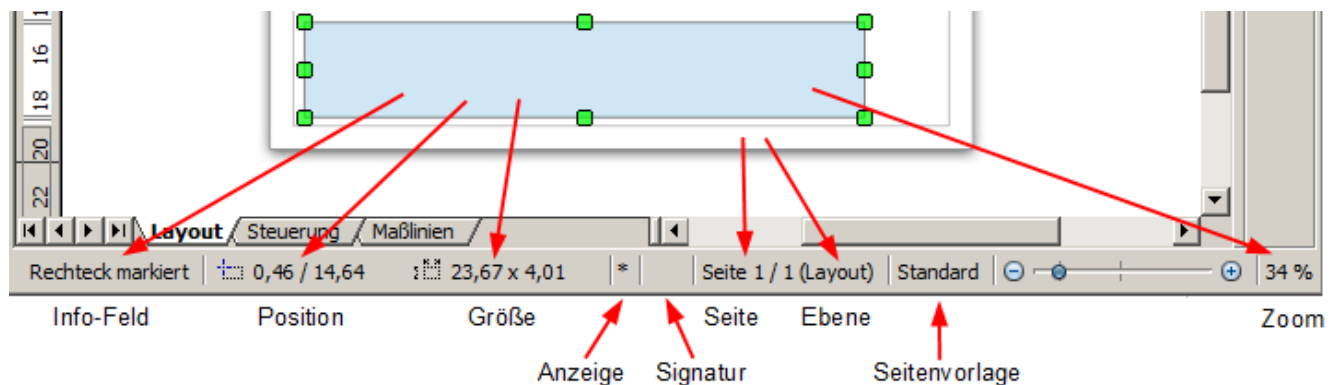 16
18
20
22
Layout Steuerung Maßlinien
Rechteck markiert 0,46 / 14,64 23,67 x 4,01 * Seite 1 / 1 (Layout) Standard 34 %
Info-Feld Position Größe Seite Ebene Zoom
Anzeige Signatur Seitenvorlage